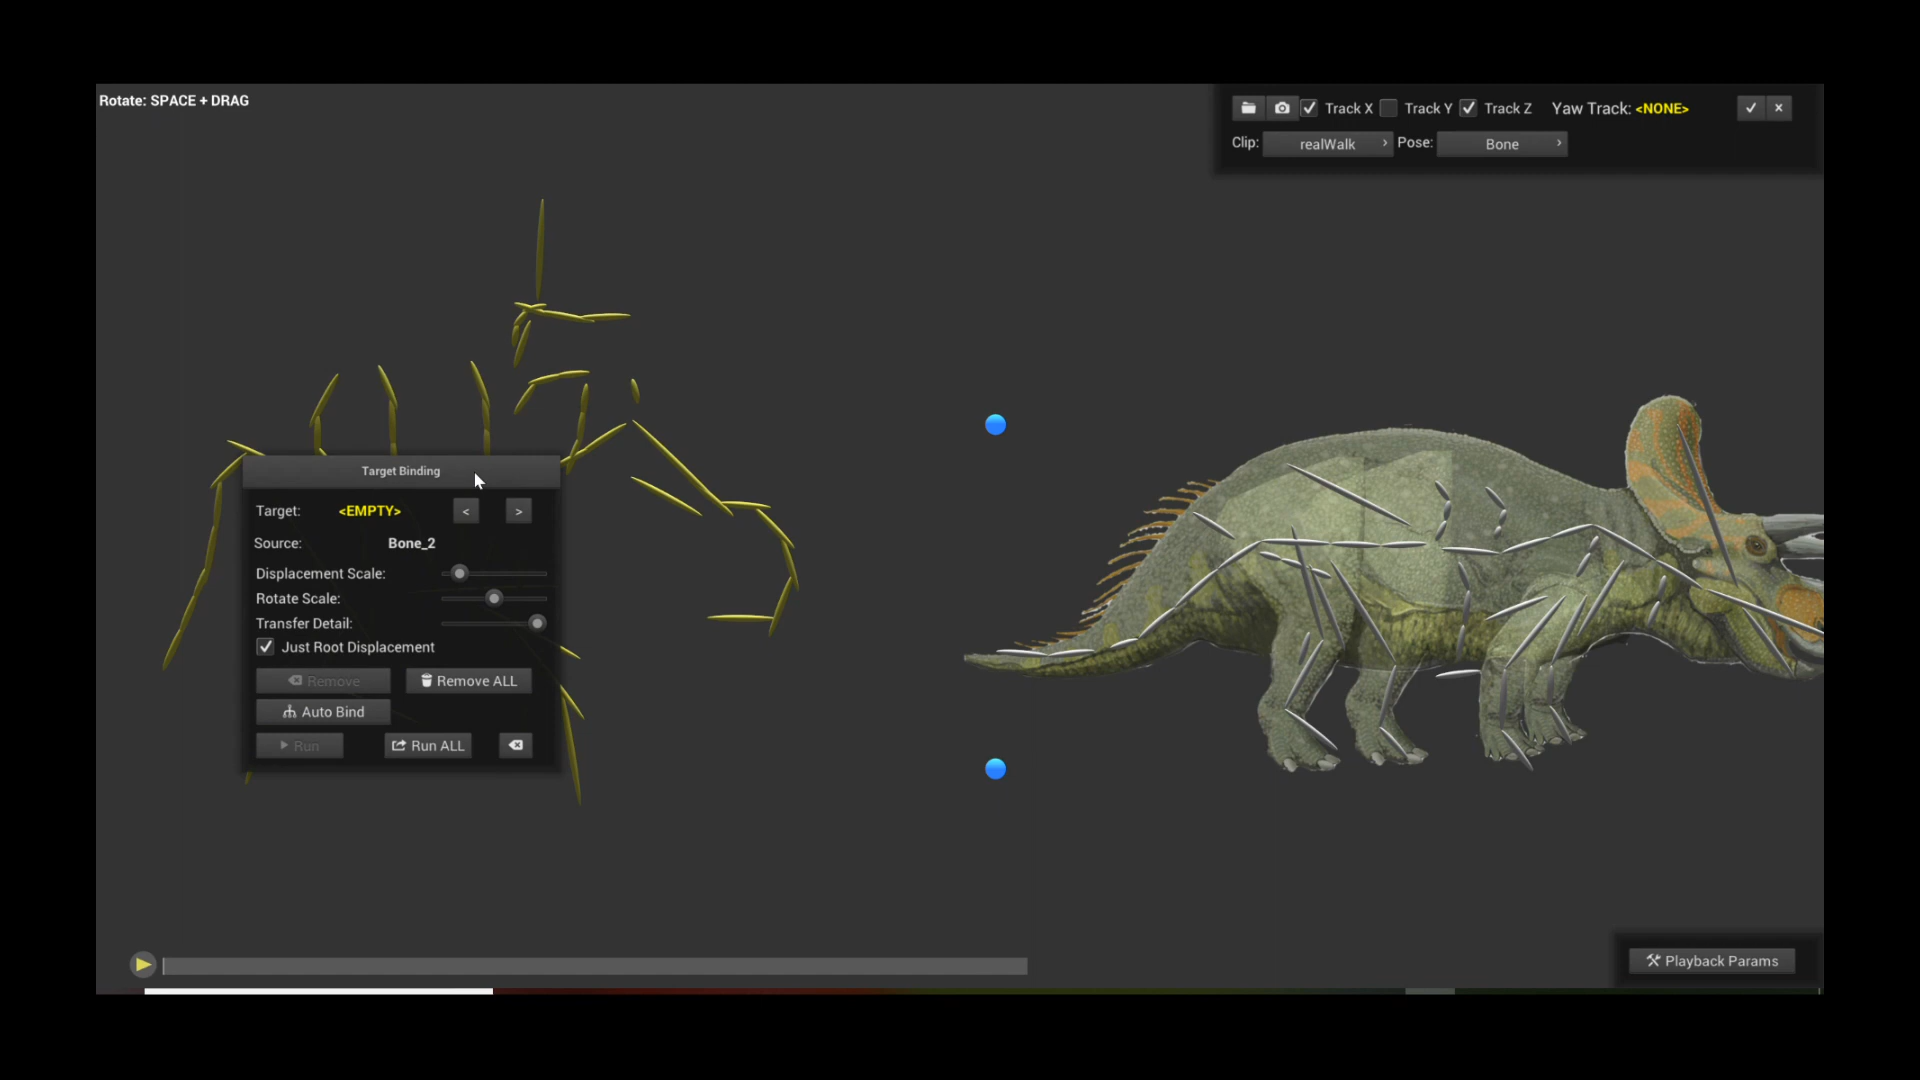 Rotate: SPACE + DRAG
Track X Track Y Track Z Yaw Track: <NONE>
Clip: realWalk Pose: Bone
Target Binding
Target: <EMPTY> < >
Source: Bone_2
Displacement Scale:
Rotate Scale:
Transfer Detail:
Just Root Displacement
Remove Remove ALL
Auto Bind
Run Run ALL
Playback Params